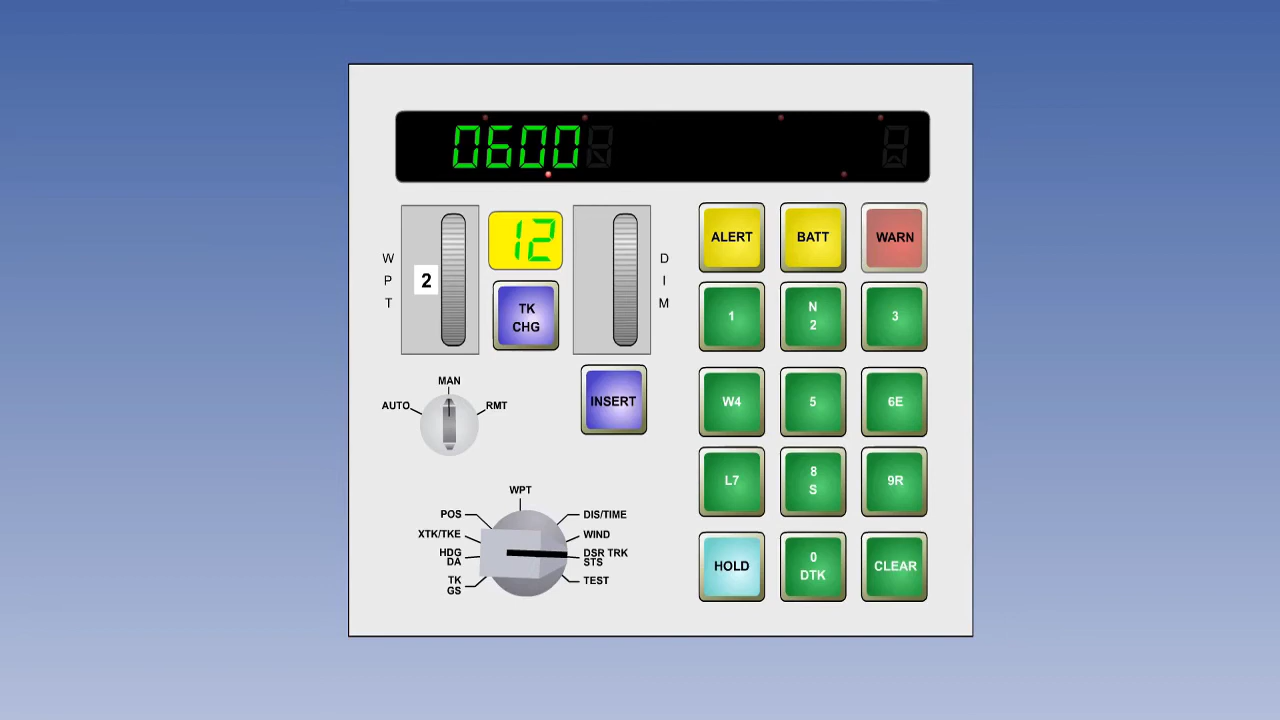 0600
12
W
P
T
2
D
I
M
TK
CHG
INSERT
ALERT
BATT
WARN
1
N
2
3
W4
5
6E
L7
8
S
9R
HOLD
0
DTK
CLEAR
MAN
AUTO
RMT
WPT
POS
XTK/TKE
HDG
DA
TK
GS
DIS/TIME
WIND
DSR TRK
STS
TEST